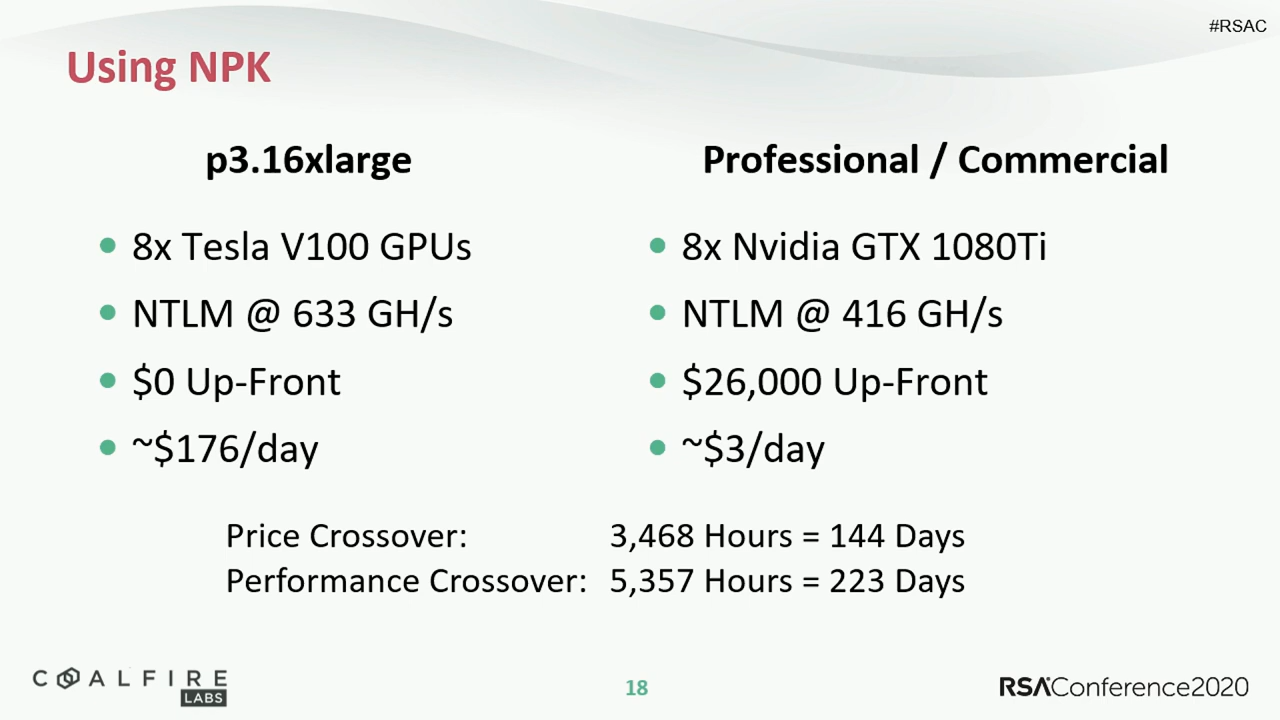 #RSAC
Using NPK
p3.16xlarge
8x Tesla V100 GPUs
NTLM @ 633 GH/s
$0 Up-Front
~$176/day
Professional / Commercial
8x Nvidia GTX 1080Ti
NTLM @ 416 GH/s
$26,000 Up-Front
~$3/day
Price Crossover: 3,468 Hours = 144 Days
Performance Crossover: 5,357 Hours = 223 Days
COALFIRE
LABS
18
RSAConference2020